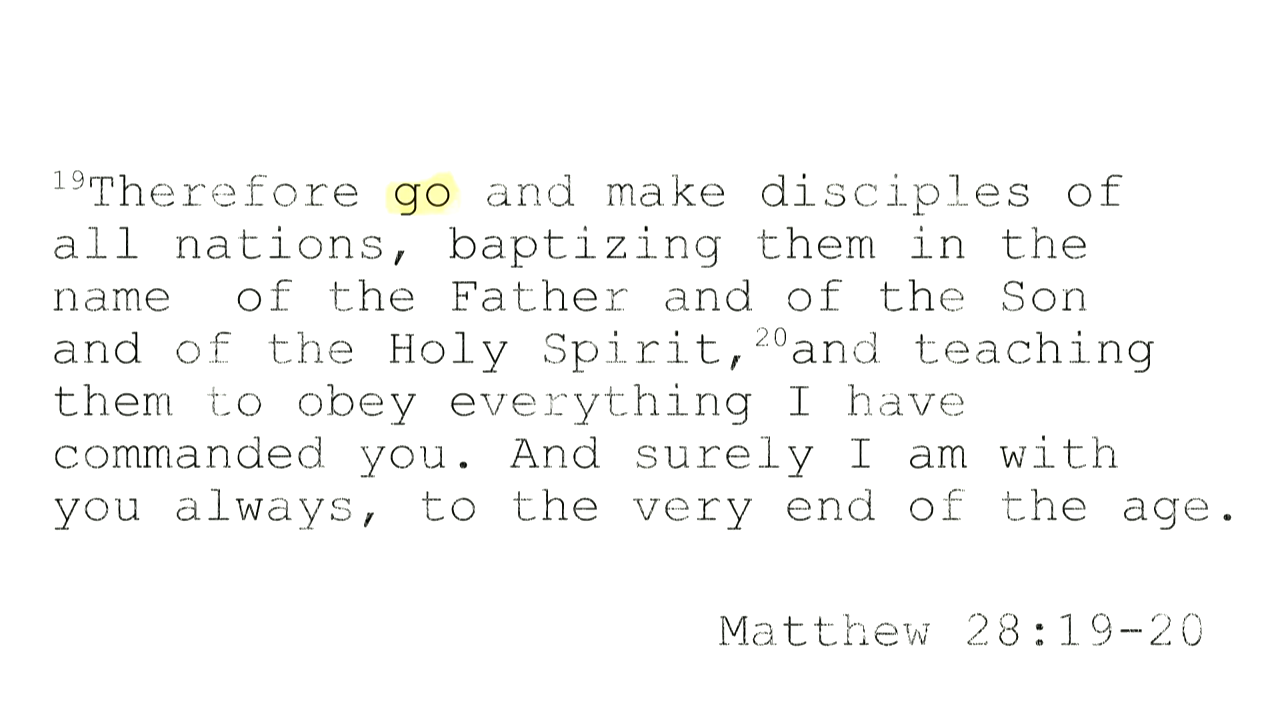 ¹⁹Therefore go and make disciples of
all nations, baptizing them in the
name  of the Father and of the Son
and of the Holy Spirit,²⁰and teaching
them to obey everything I have
commanded you. And surely I am with
you always, to the very end of the age.
Matthew 28:19-20